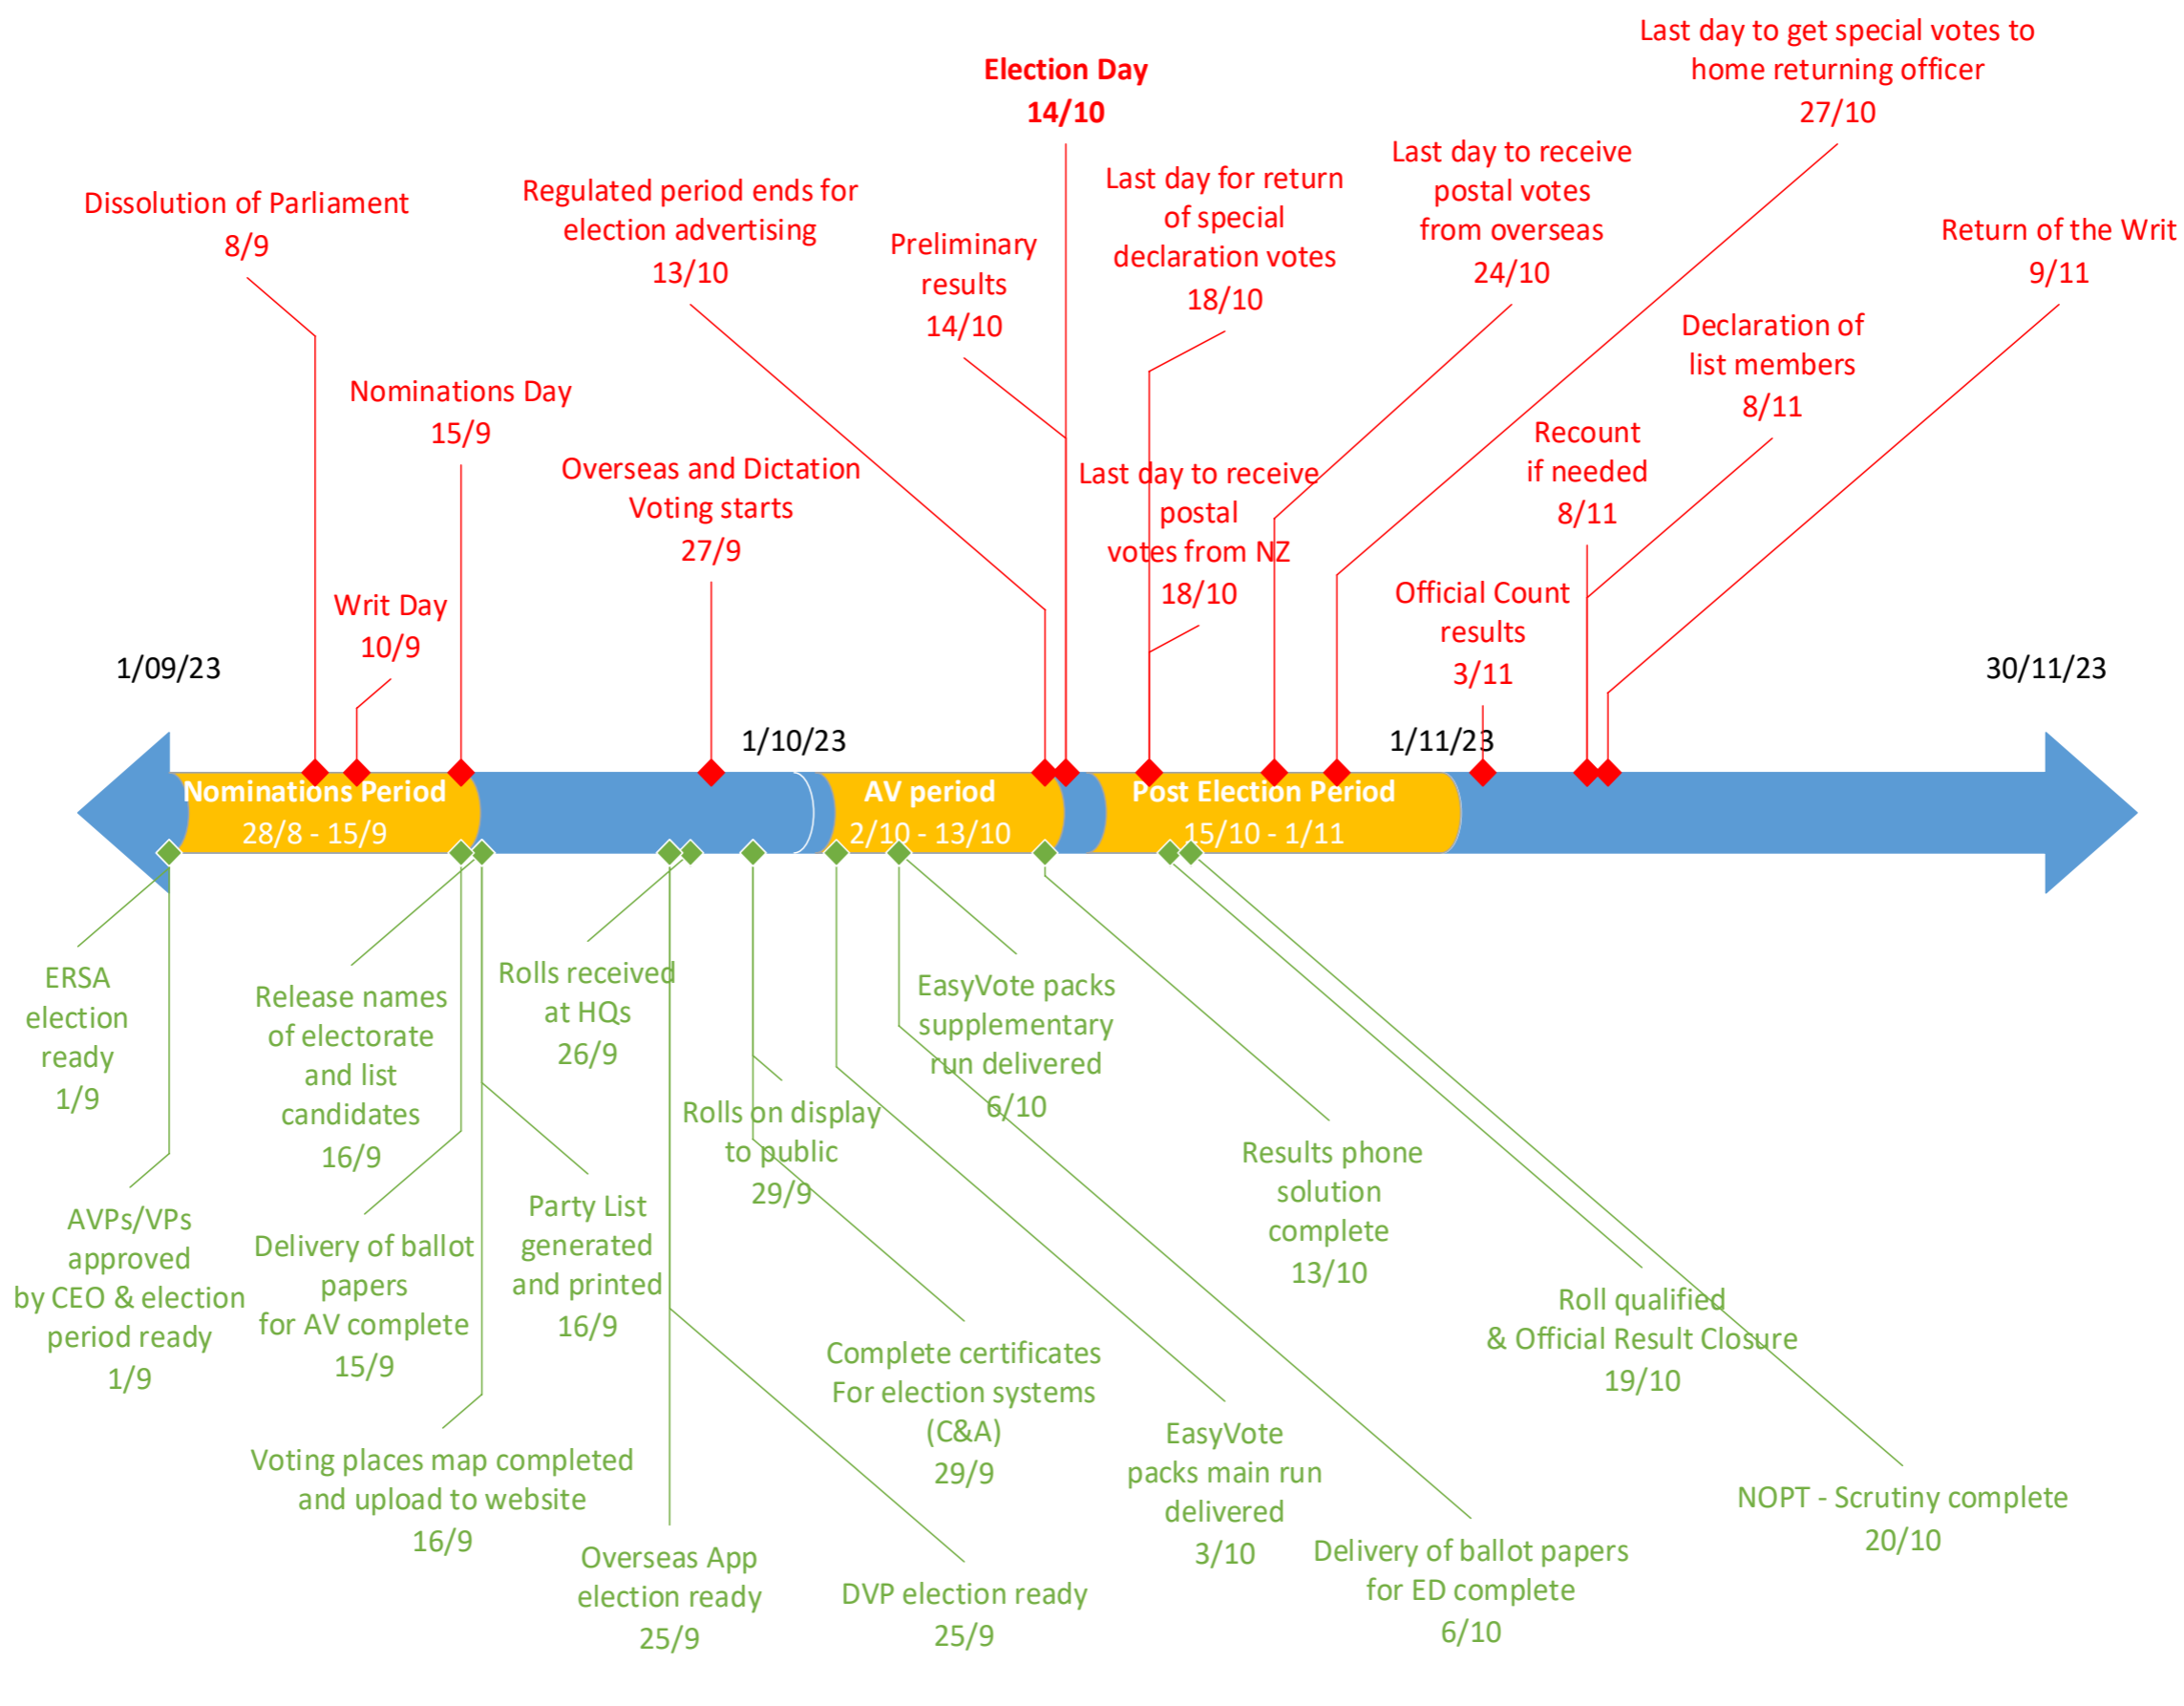 Last day to get special votes to
home returning officer
27/10
Election Day
14/10
Last day to receive
postal votes
from overseas
24/10
Last day for return
of special
declaration votes
18/10
Regulated period ends for
election advertising
13/10
Dissolution of Parliament
8/9
Preliminary
results
14/10
Return of the Writ
9/11
Declaration of
list members
8/11
Nominations Day
15/9
Recount
if needed
8/11
Overseas and Dictation
Voting starts
27/9
Last day to receive
postal
votes from NZ
18/10
Writ Day
10/9
Official Count
results
3/11
1/09/23
30/11/23
1/10/23
1/11/23
Nominations Period
28/8 - 15/9
AV period
2/10 - 13/10
Post Election Period
15/10 - 1/11
ERSA
election
ready
1/9
Release names
of electorate
and list
candidates
16/9
Rolls received
at HQs
26/9
EasyVote packs
supplementary
run delivered
6/10
Rolls on display
to public
29/9
Results phone
solution
complete
13/10
AVPs/VPs
approved
by CEO & election
period ready
1/9
Delivery of ballot
papers
for AV complete
15/9
Party List
generated
and printed
16/9
Roll qualified
& Official Result Closure
19/10
Complete certificates
For election systems
(C&A)
29/9
EasyVote
packs main run
delivered
3/10
Voting places map completed
and upload to website
16/9
NOPT - Scrutiny complete
20/10
Overseas App
election ready
25/9
DVP election ready
25/9
Delivery of ballot papers
for ED complete
6/10